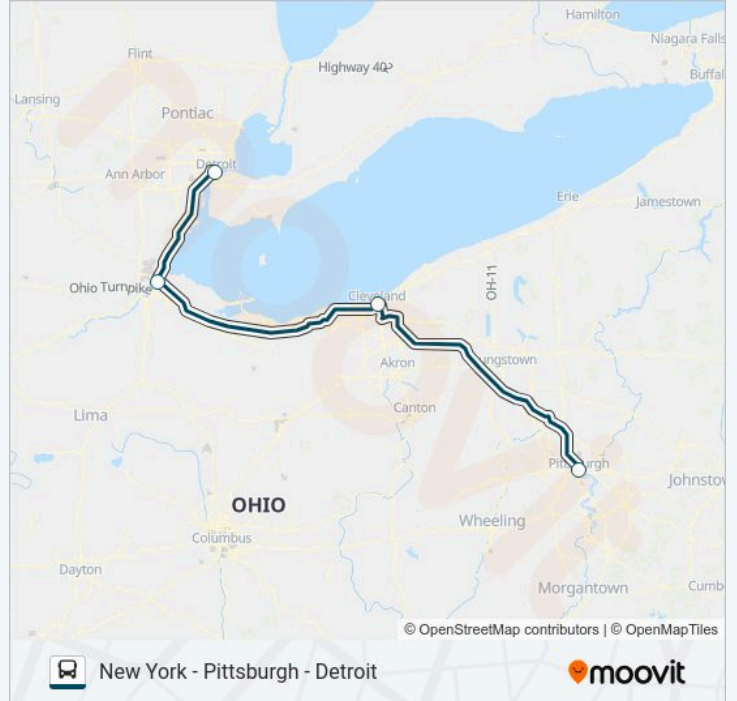 Hamilton
Niagara Falls
Flint
Highway 402
Buffal
Lansing
Pontiac
Detroit
Ann Arbor
Erie
Jamestown
OH-11
Ohio Turnpike
Cleveland
ungstown
Akron
Canton
Lima
Pittsburgh
Johnstow
OHIO
Wheeling
Columbus
Dayton
Morgantown
Cumb
© OpenStreetMap contributors | © OpenMapTiles
New York - Pittsburgh - Detroit
moovit